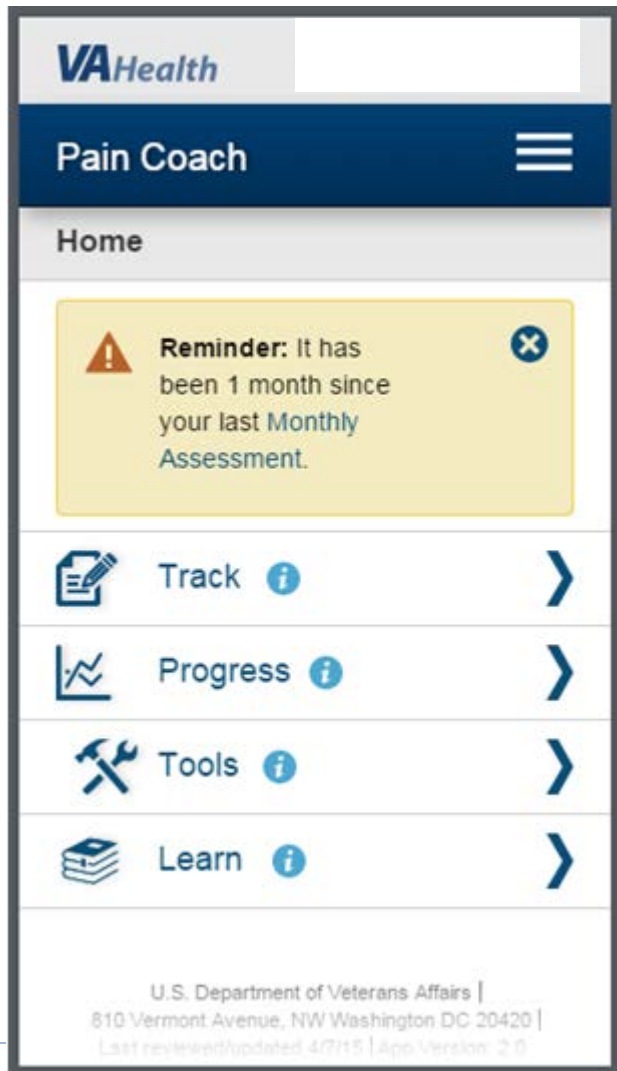 VAHealth
Pain Coach
Home
Reminder: It has
been 1 month since
your last Monthly
Assessment.
Track i
Progress i
Tools i
Learn i
U.S. Department of Veterans Affairs |
810 Vermont Avenue, NW Washington DC 20420 |
Last reviewed/updated 4/7/15 | App Version: 2.0